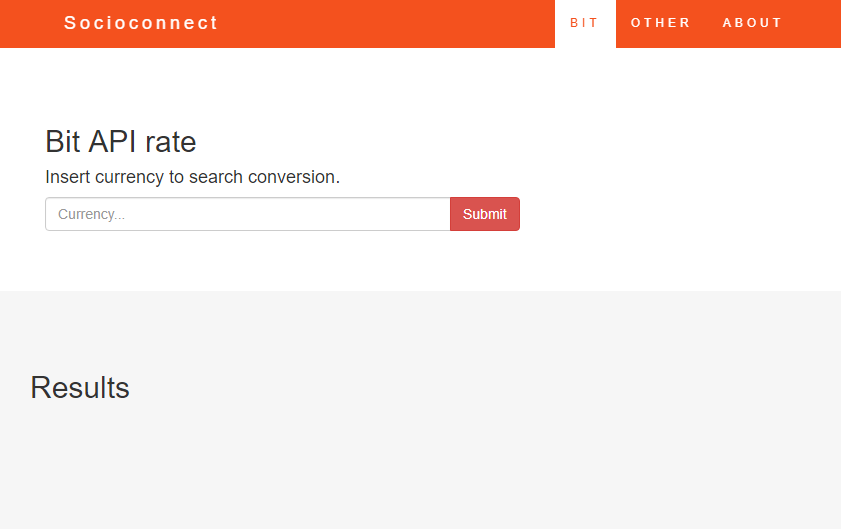 Socioconnect BIT OTHER ABOUT
Bit API rate
Insert currency to search conversion.
Currency... Submit
Results